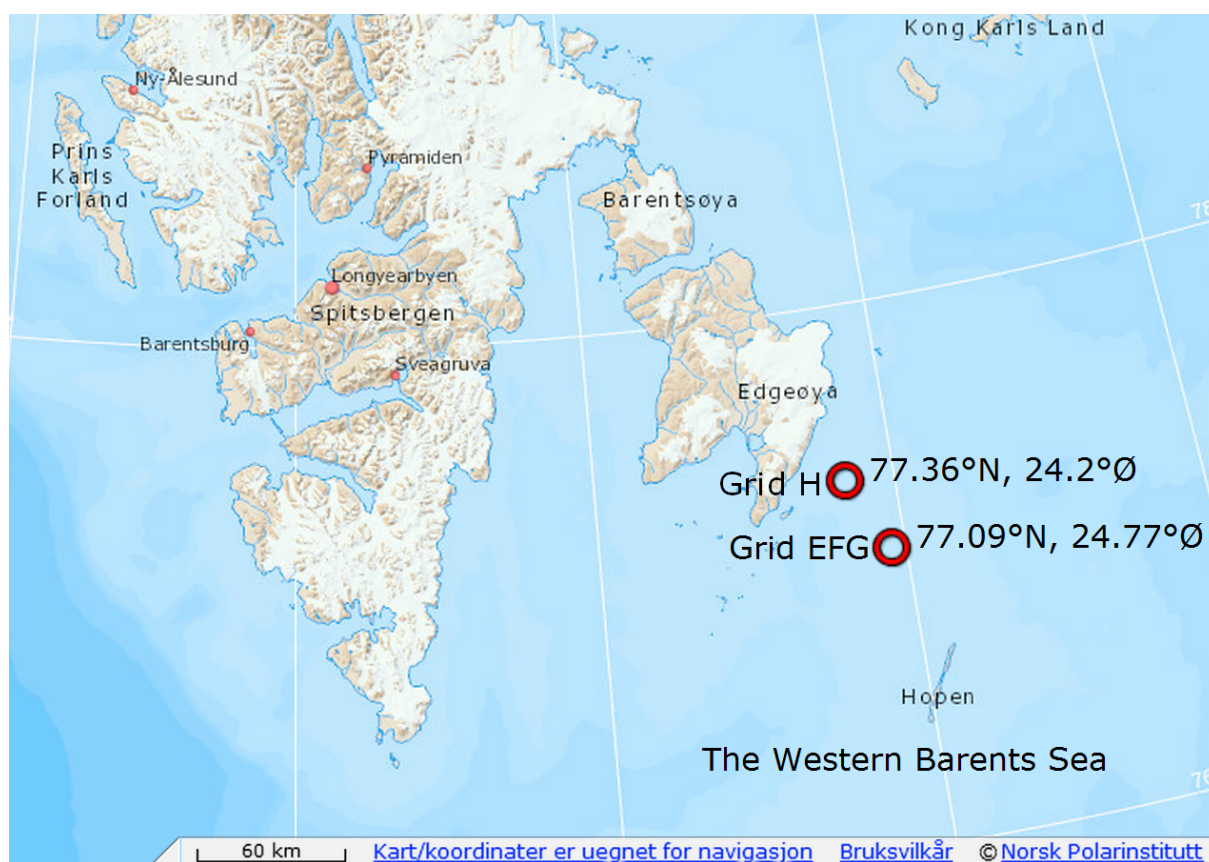 Kong Karls Land
Ny-Ålesund
Prins
Karls
Forland
Pyramiden
Barentsøya
Longyearbyen
Spitsbergen
Barentsburg
Sveagruva
Edgeøya
Grid H 77.36°N, 24.2°Ø
Grid EFG 77.09°N, 24.77°Ø
Hopen
The Western Barents Sea
60 km Kart/koordinater er uegnet for navigasjon Bruksvilkår © Norsk Polarinstitutt